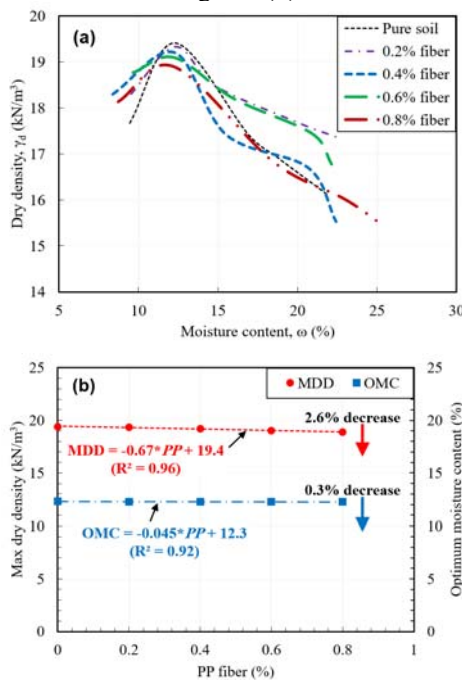 (a)
Pure soil
0.2% fiber
0.4% fiber
0.6% fiber
0.8% fiber
Dry density, γd (kN/m³)
20
19
18
17
16
15
14
5
10
15
20
25
30
Moisture content, ω (%)
(b)
MDD
OMC
2.6% decrease
MDD = -0.67*PP + 19.4
(R² = 0.96)
0.3% decrease
OMC = -0.045*PP + 12.3
(R² = 0.92)
Max dry density (kN/m³)
25
20
15
10
5
0
Optimum moisture content (%)
25
20
15
10
5
0
0
0.2
0.4
0.6
0.8
1
PP fiber (%)